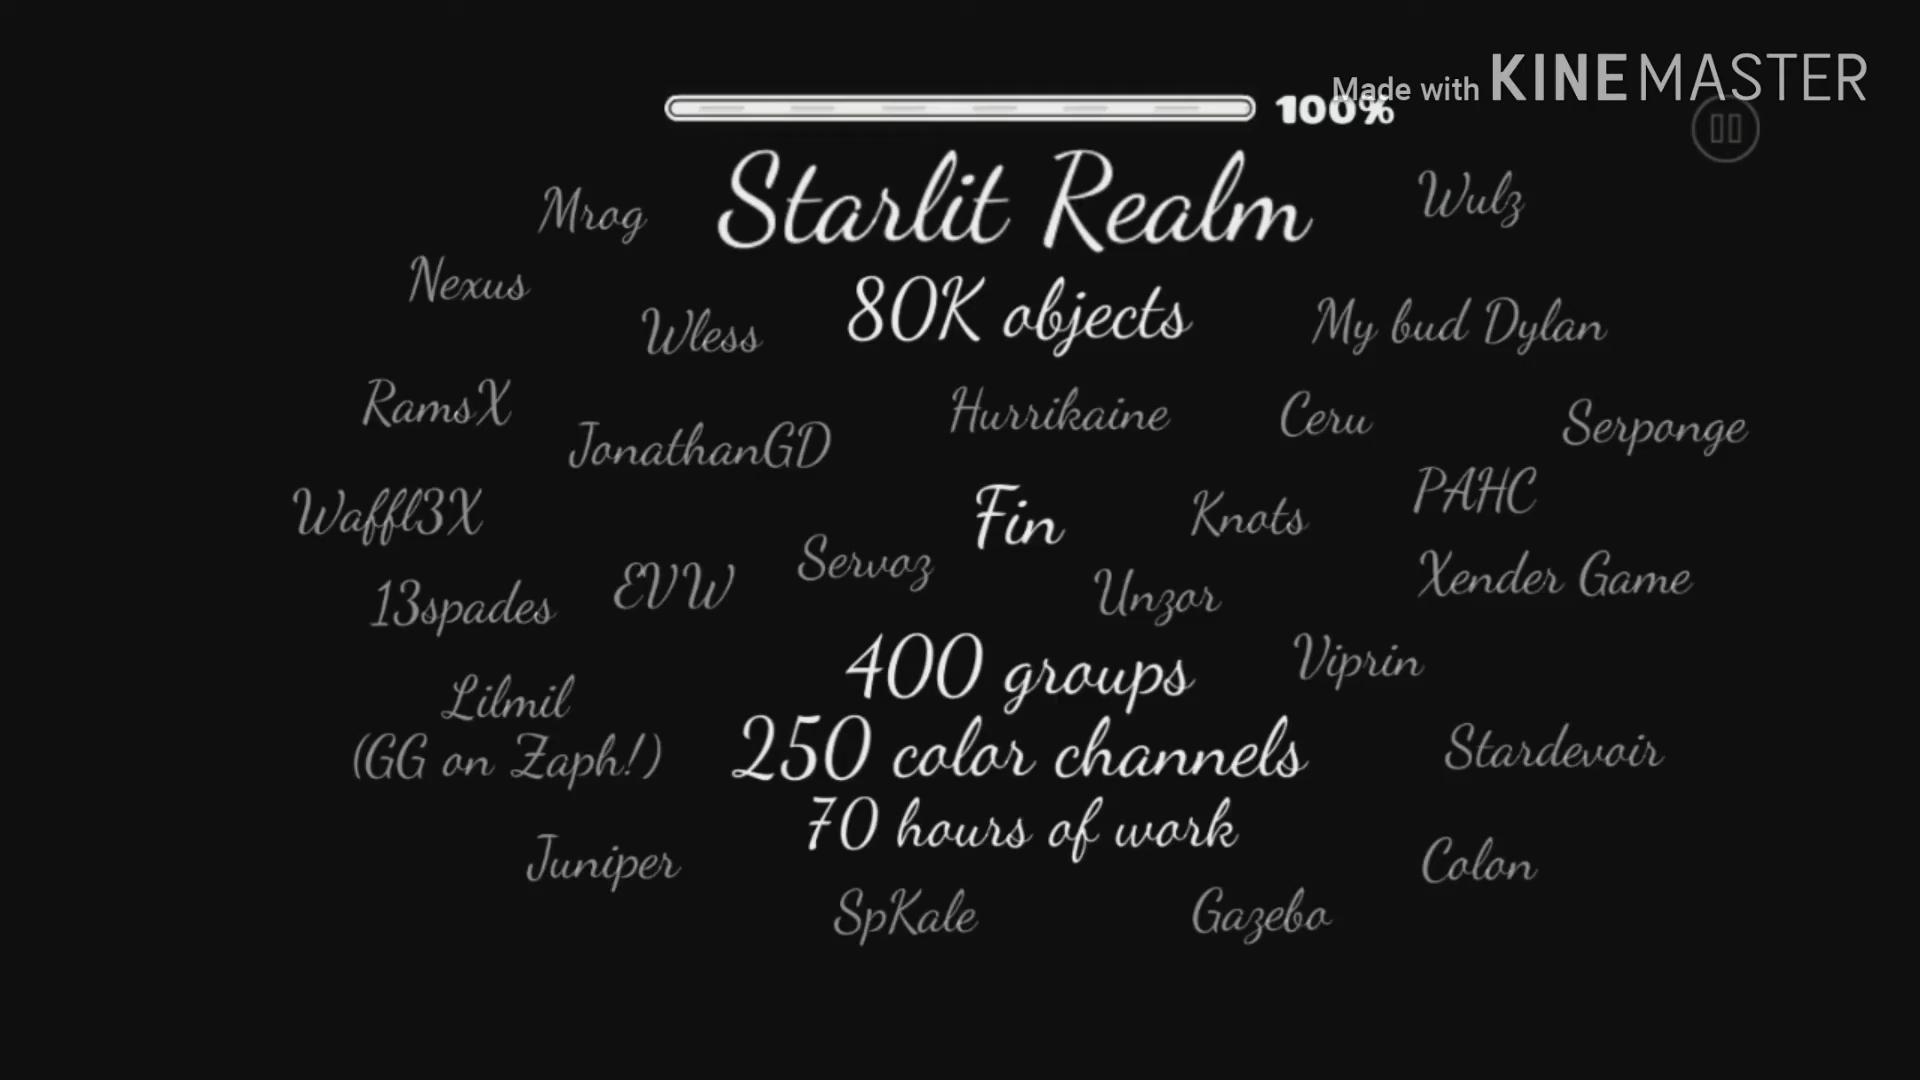 Made with KINEMASTER
100%
Starlit Realm
Mrog
Wulz
Nexus
Wless
80K objects
My bud Dylan
RamsX
JonathanGD
Hurrikaine
Ceru
Serponge
Waffl3X
Fin
Knots
PAHC
13spades
EVW
Servoz
Unzor
Xender Game
400 groups
Viprin
Lilmil
(GG on Zaph!)
250 color channels
Stardevoir
70 hours of work
Juniper
Colon
SpKale
Gazebo